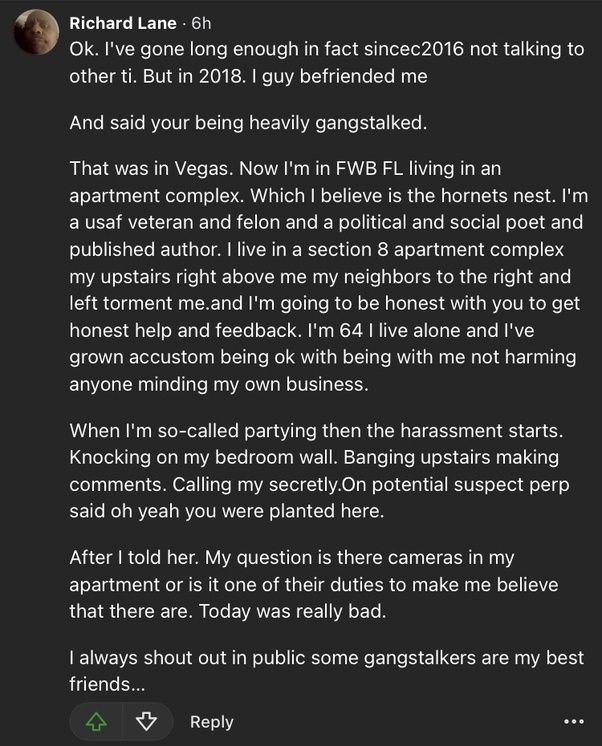 Richard Lane · 6h
Ok. I've gone long enough in fact sincec2016 not talking to
other ti. But in 2018. I guy befriended me
And said your being heavily gangstalked.
That was in Vegas. Now I'm in FWB FL living in an
apartment complex. Which I believe is the hornets nest. I'm
a usaf veteran and felon and a political and social poet and
published author. I live in a section 8 apartment complex
my upstairs right above me my neighbors to the right and
left torment me.and I'm going to be honest with you to get
honest help and feedback. I'm 64 I live alone and I've
grown accustom being ok with being with me not harming
anyone minding my own business.
When I'm so-called partying then the harassment starts.
Knocking on my bedroom wall. Banging upstairs making
comments. Calling my secretly.On potential suspect perp
said oh yeah you were planted here.
After I told her. My question is there cameras in my
apartment or is it one of their duties to make me believe
that there are. Today was really bad.
I always shout out in public some gangstalkers are my best
friends...
Reply